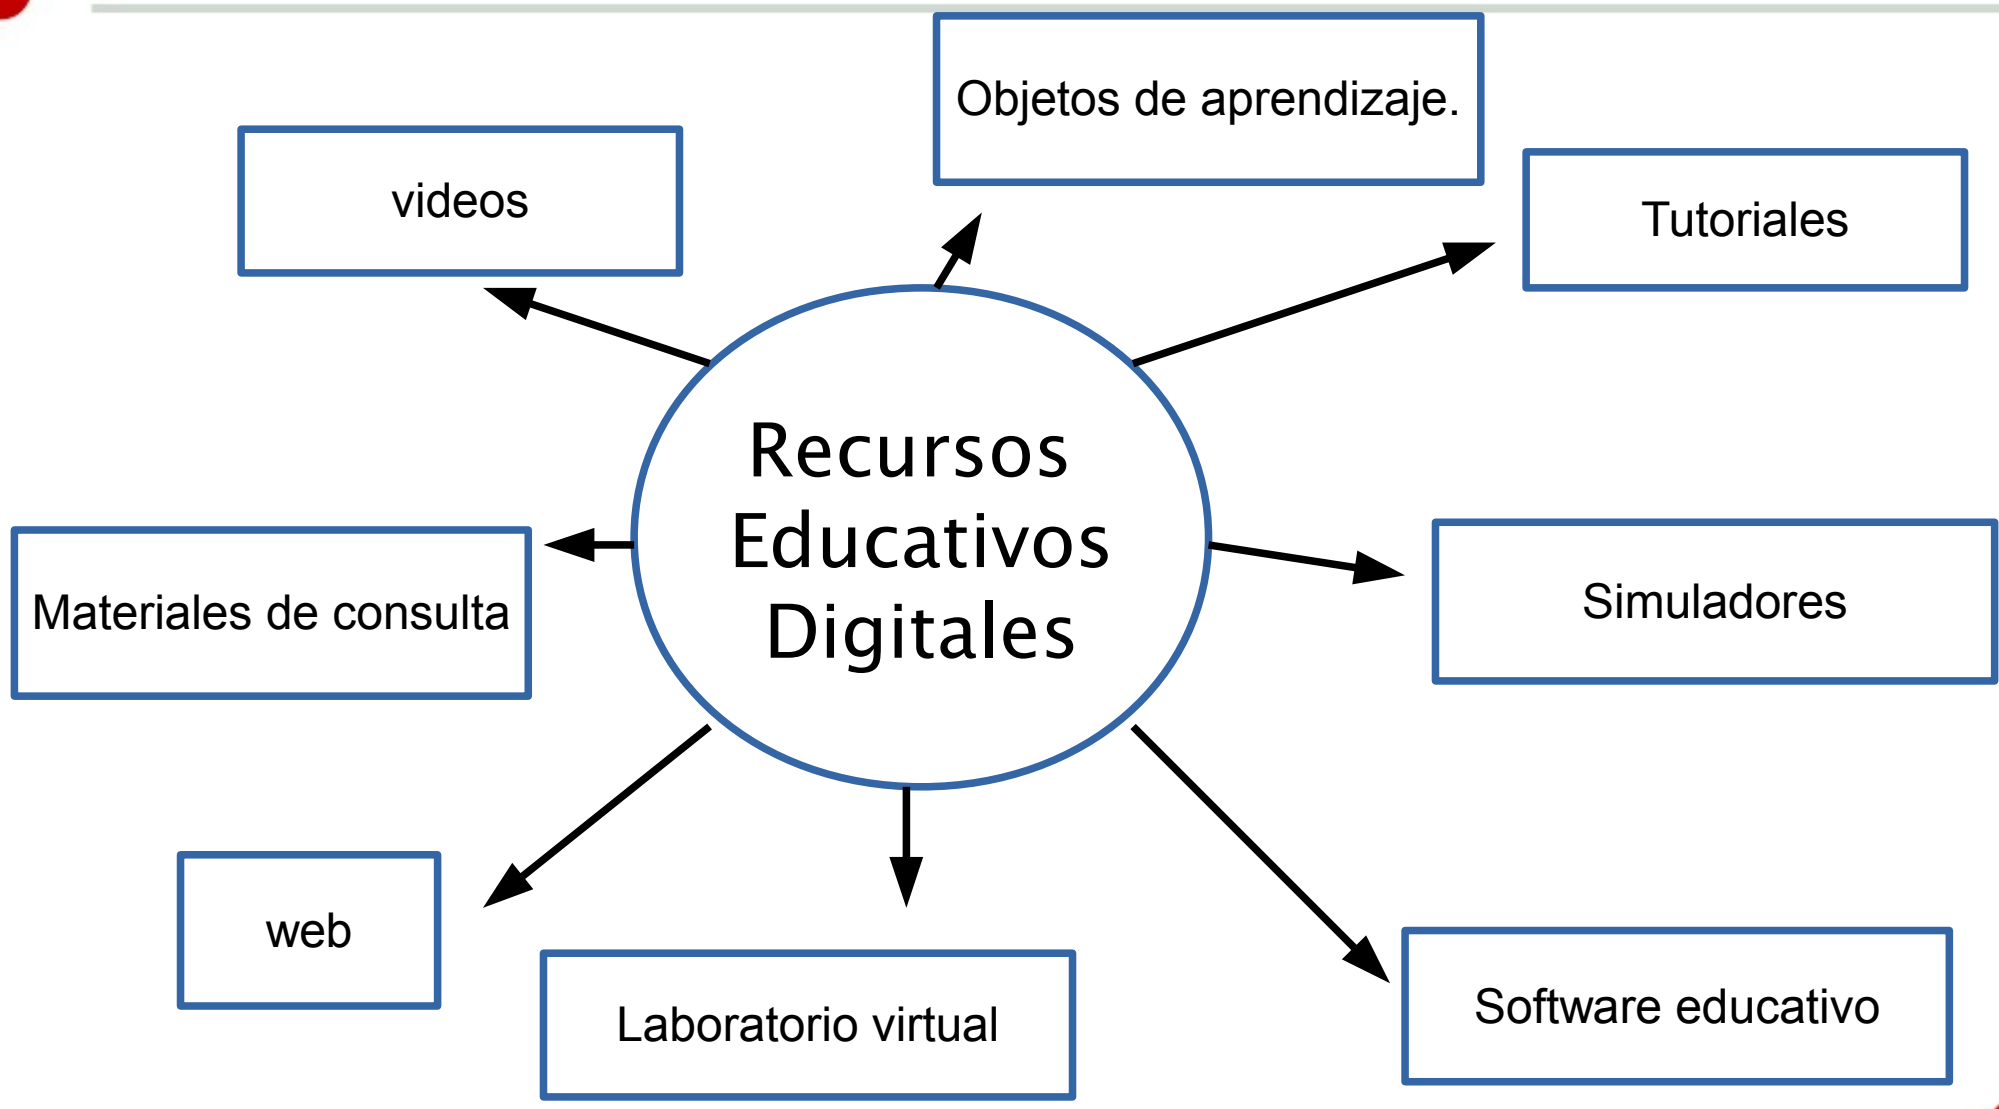 Objetos de aprendizaje.
videos
Tutoriales
Recursos
Educativos
Digitales
Materiales de consulta
Simuladores
web
Laboratorio virtual
Software educativo